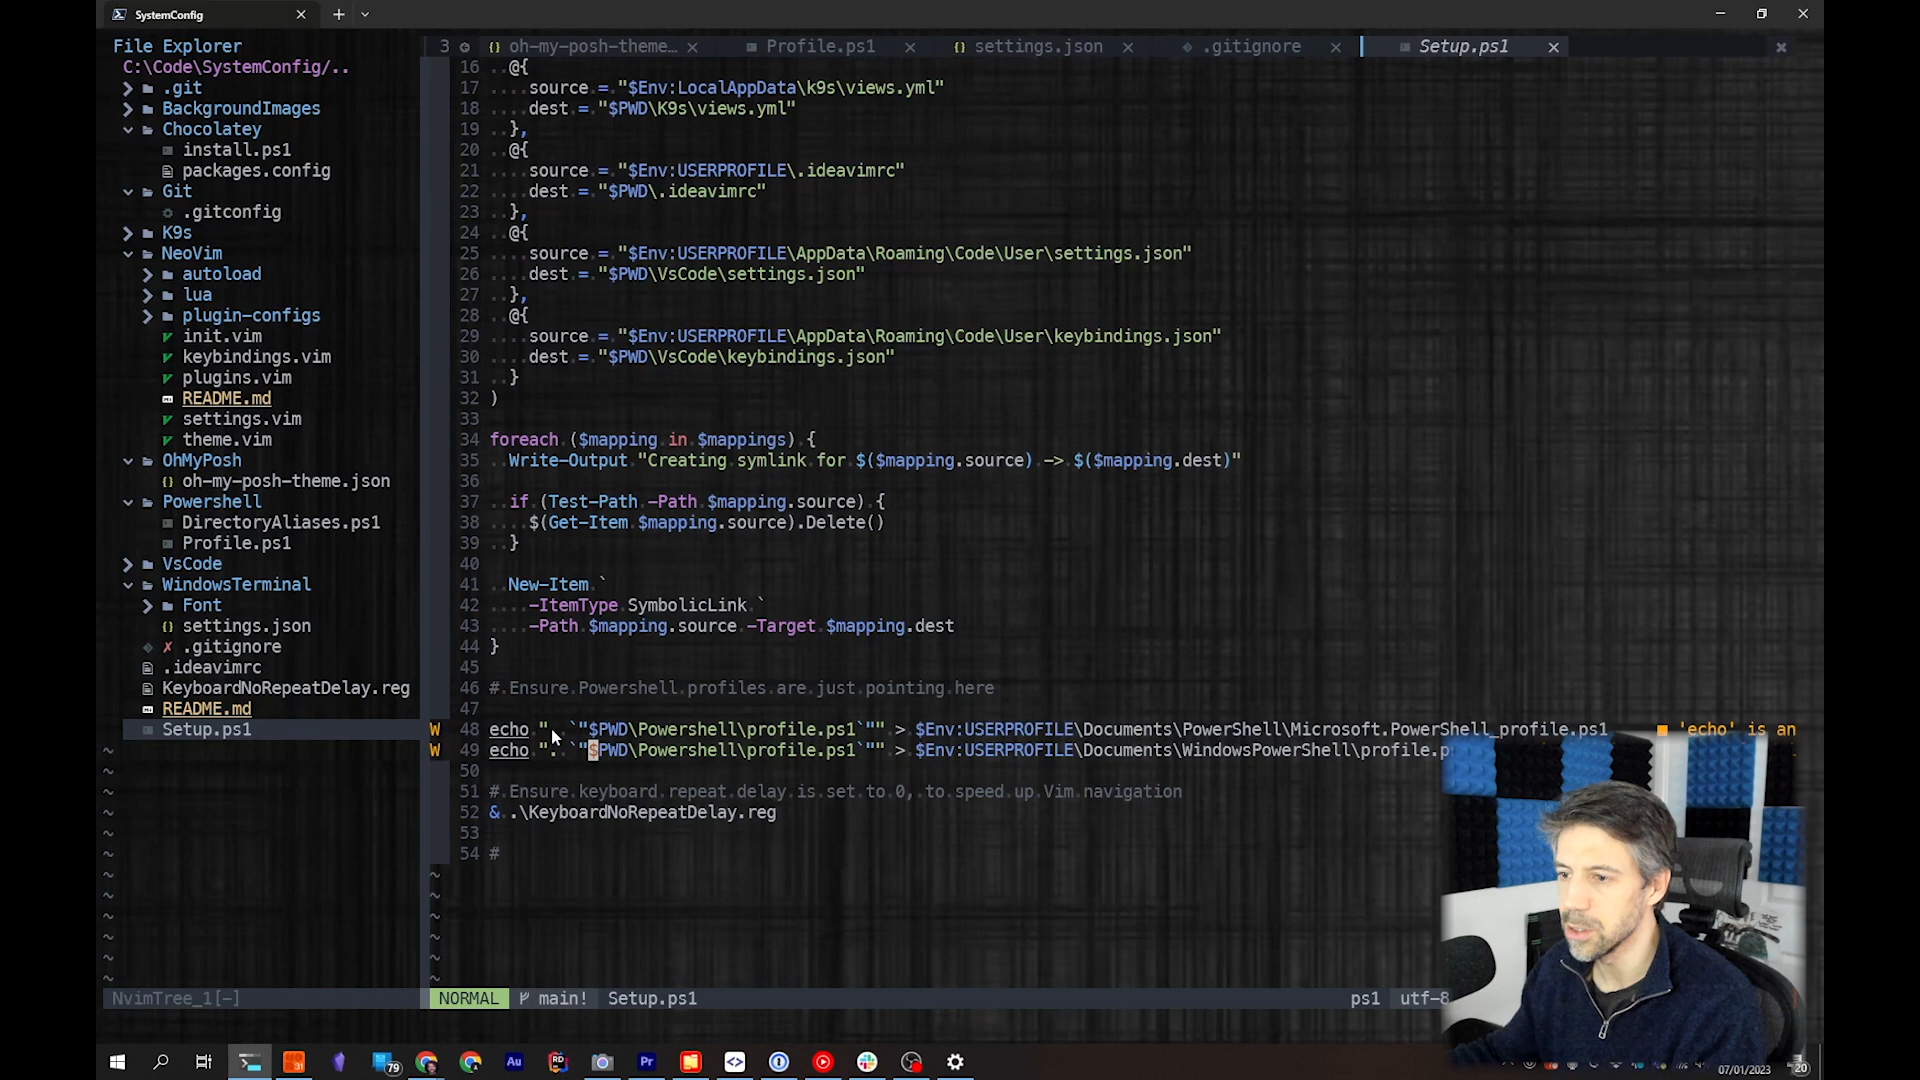 SystemConfig
File Explorer
C:\Code\SystemConfig/..
.git
BackgroundImages
Chocolatey
install.ps1
packages.config
Git
.gitconfig
K9s
NeoVim
autoload
lua
plugin-configs
init.vim
keybindings.vim
plugins.vim
README.md
settings.vim
theme.vim
OhMyPosh
oh-my-posh-theme.json
Powershell
DirectoryAliases.ps1
Profile.ps1
VsCode
WindowsTerminal
Font
settings.json
.gitignore
.ideavimrc
KeyboardNoRepeatDelay.reg
README.md
Setup.ps1
3 oh-my-posh-theme… Profile.ps1 settings.json .gitignore Setup.ps1
16 @{
17 source = "$Env:LocalAppData\k9s\views.yml"
18 dest = "$PWD\K9s\views.yml"
19 },
20 @{
21 source = "$Env:USERPROFILE\.ideavimrc"
22 dest = "$PWD\.ideavimrc"
23 },
24 @{
25 source = "$Env:USERPROFILE\AppData\Roaming\Code\User\settings.json"
26 dest = "$PWD\VsCode\settings.json"
27 },
28 @{
29 source = "$Env:USERPROFILE\AppData\Roaming\Code\User\keybindings.json"
30 dest = "$PWD\VsCode\keybindings.json"
31 }
32 )
33
34 foreach ($mapping in $mappings) {
35 Write-Output "Creating symlink for $($mapping.source) -> $($mapping.dest)"
36
37 if (Test-Path -Path $mapping.source) {
38 $(Get-Item $mapping.source).Delete()
39 }
40
41 New-Item `
42 -ItemType SymbolicLink `
43 -Path $mapping.source -Target $mapping.dest
44 }
45
46 # Ensure Powershell profiles are just pointing here
47
W 48 echo ". `"$PWD\Powershell\profile.ps1`"" > $Env:USERPROFILE\Documents\PowerShell\Microsoft.PowerShell_profile.ps1 ■ 'echo' is an
W 49 echo ". `"$PWD\Powershell\profile.ps1`"" > $Env:USERPROFILE\Documents\WindowsPowerShell\profile.p
50
51 # Ensure keyboard repeat delay is set to 0, to speed up Vim navigation
52 & .\KeyboardNoRepeatDelay.reg
53
54 #
NvimTree_1[-] NORMAL main! Setup.ps1 ps1 utf-8
31 79 Au RD Pr 07/01/2023 20